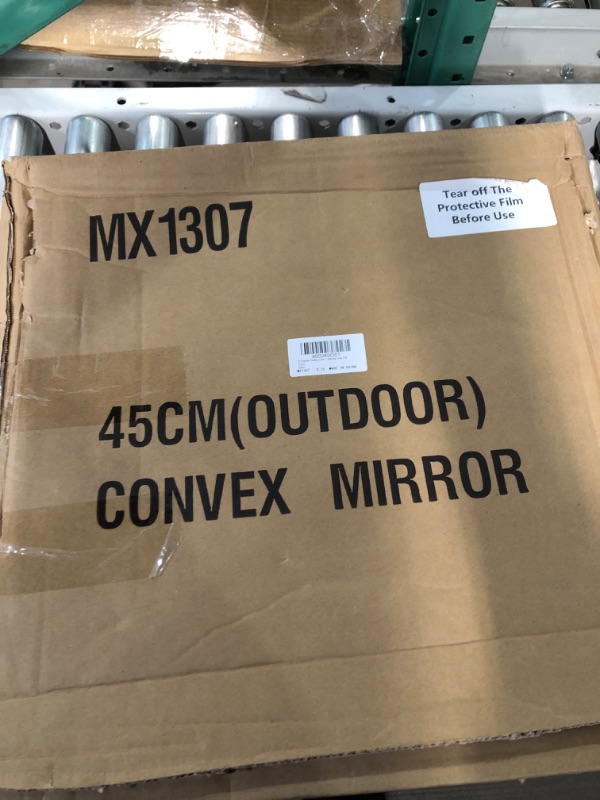 MX1307
Tear off The
Protective Film
Before Use
45CM(OUTDOOR)
CONVEX MIRROR